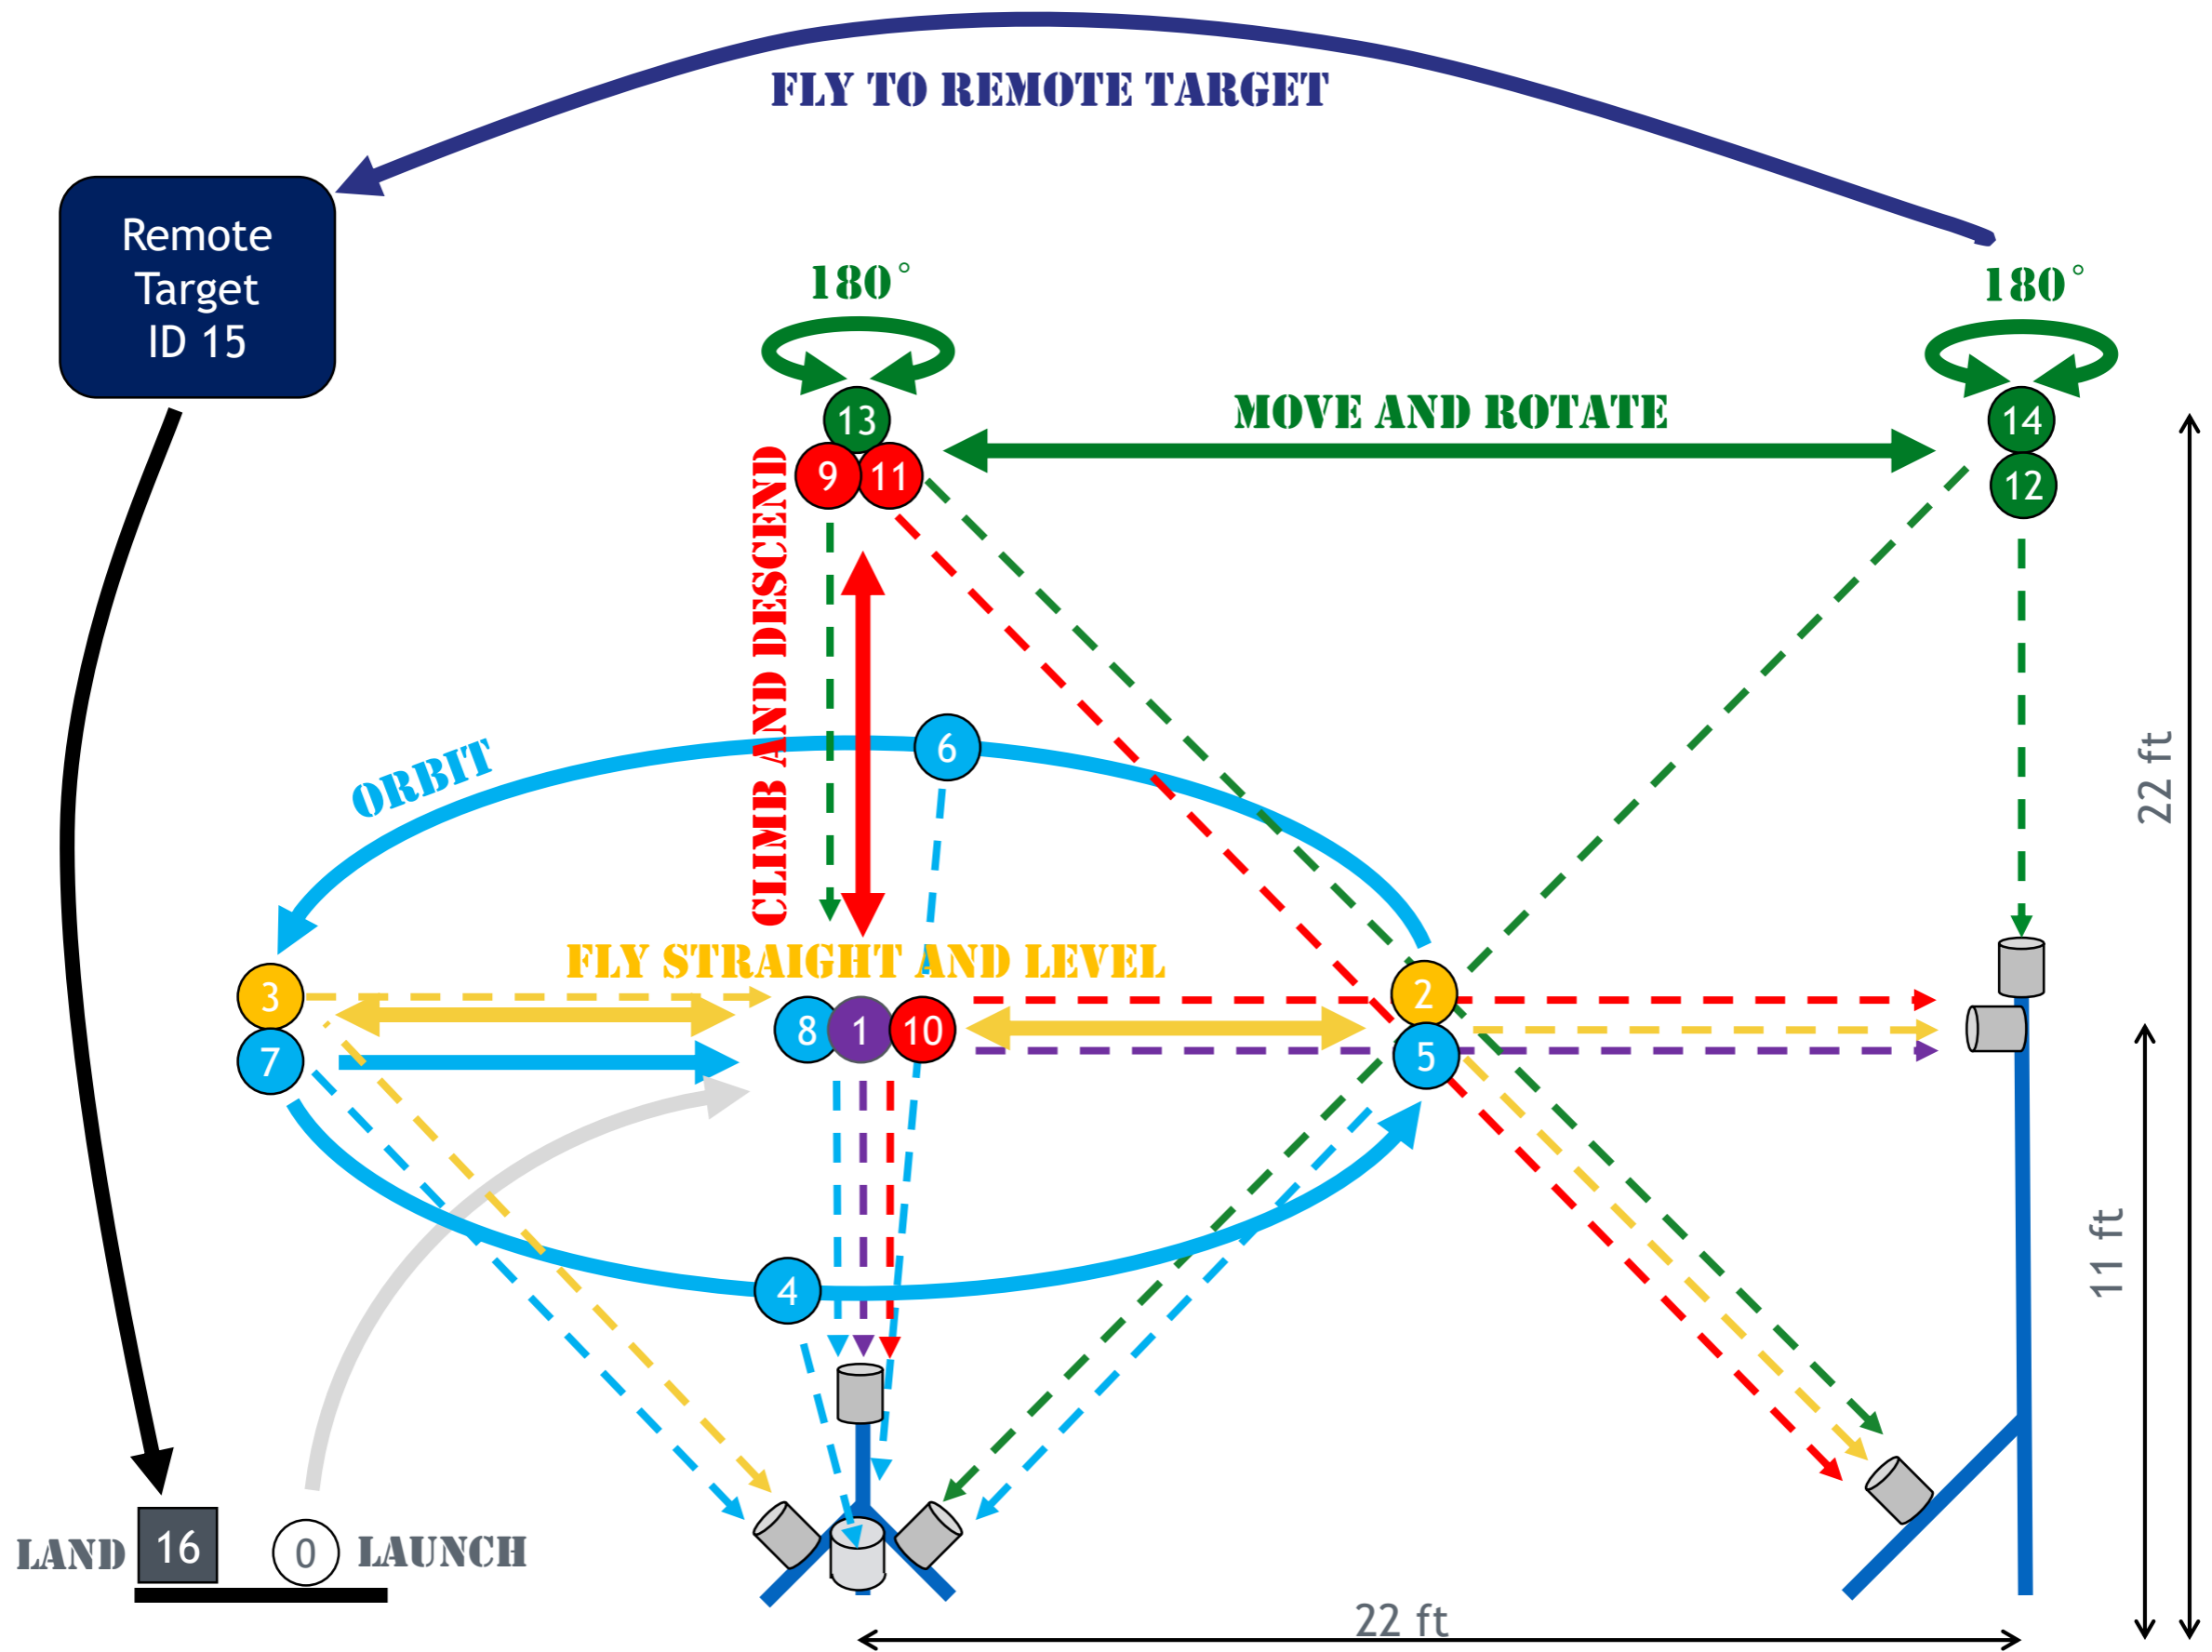 FLY TO REMOTE TARGET
Remote
Target
ID 15
180°
180°
13
14
MOVE AND ROTATE
9
11
12
CLIMB AND DESCEND
22 ft
6
ORBIT
FLY STRAIGHT AND LEVEL
3
2
8
1
10
7
5
11 ft
4
LAND
16
0
LAUNCH
22 ft